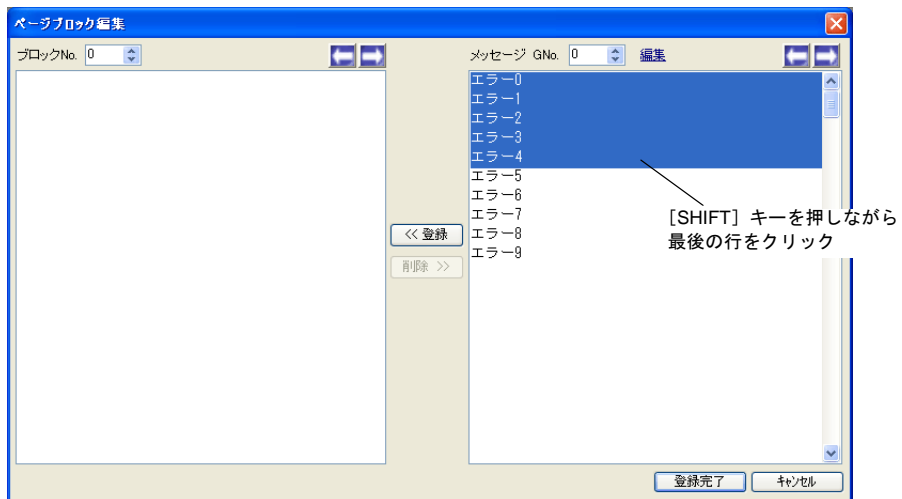 ページブロック編集
ブロックNo. 0
メッセージ GNo. 0 編集
エラー0
エラー1
エラー2
エラー3
エラー4
エラー5
エラー6
エラー7
エラー8
エラー9
<< 登録
削除 >>
[SHIFT] キーを押しながら
最後の行をクリック
登録完了 キャンセル